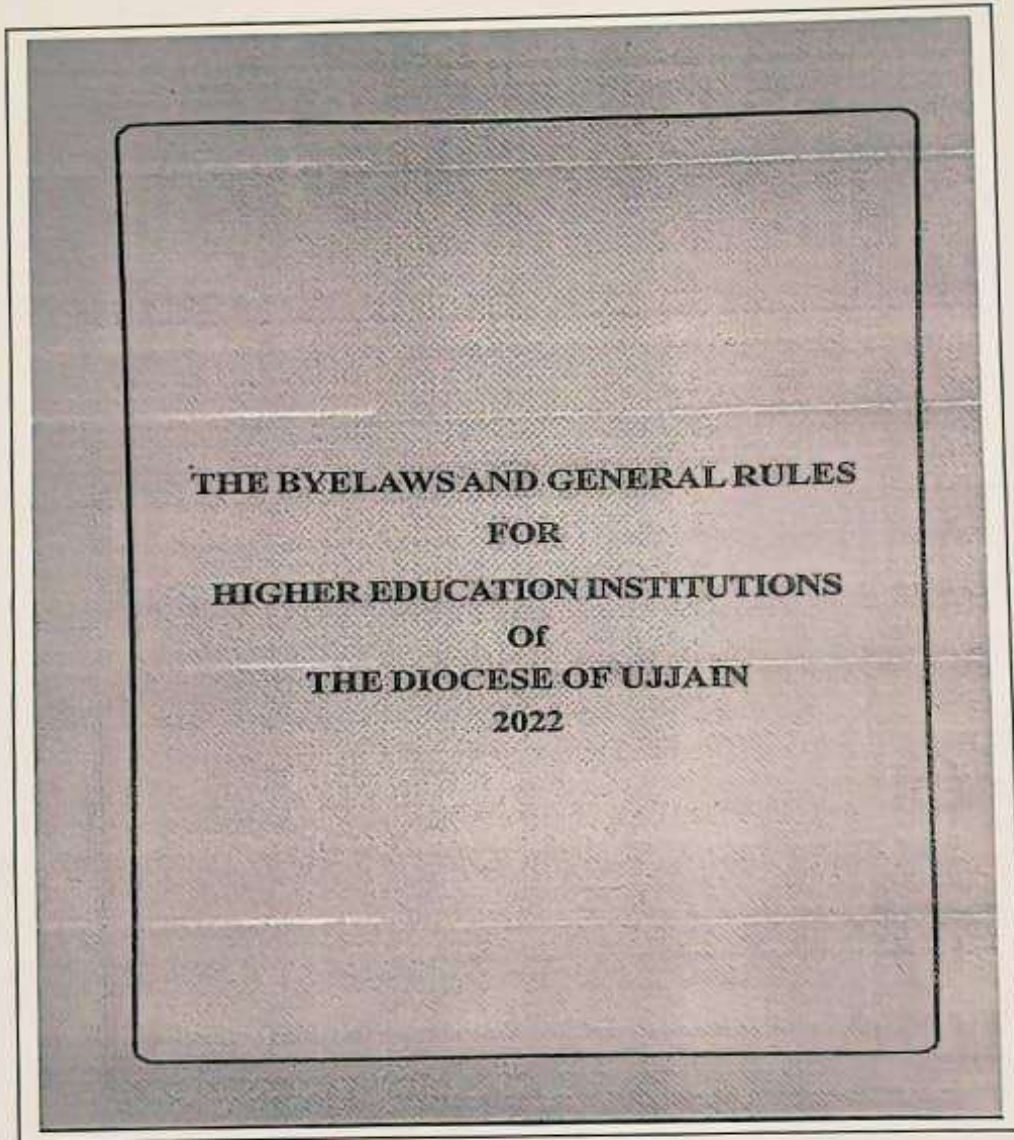 THE BYELAWS AND GENERAL RULES
FOR
HIGHER EDUCATION INSTITUTIONS
Of
THE DIOCESE OF UJJAIN
2022